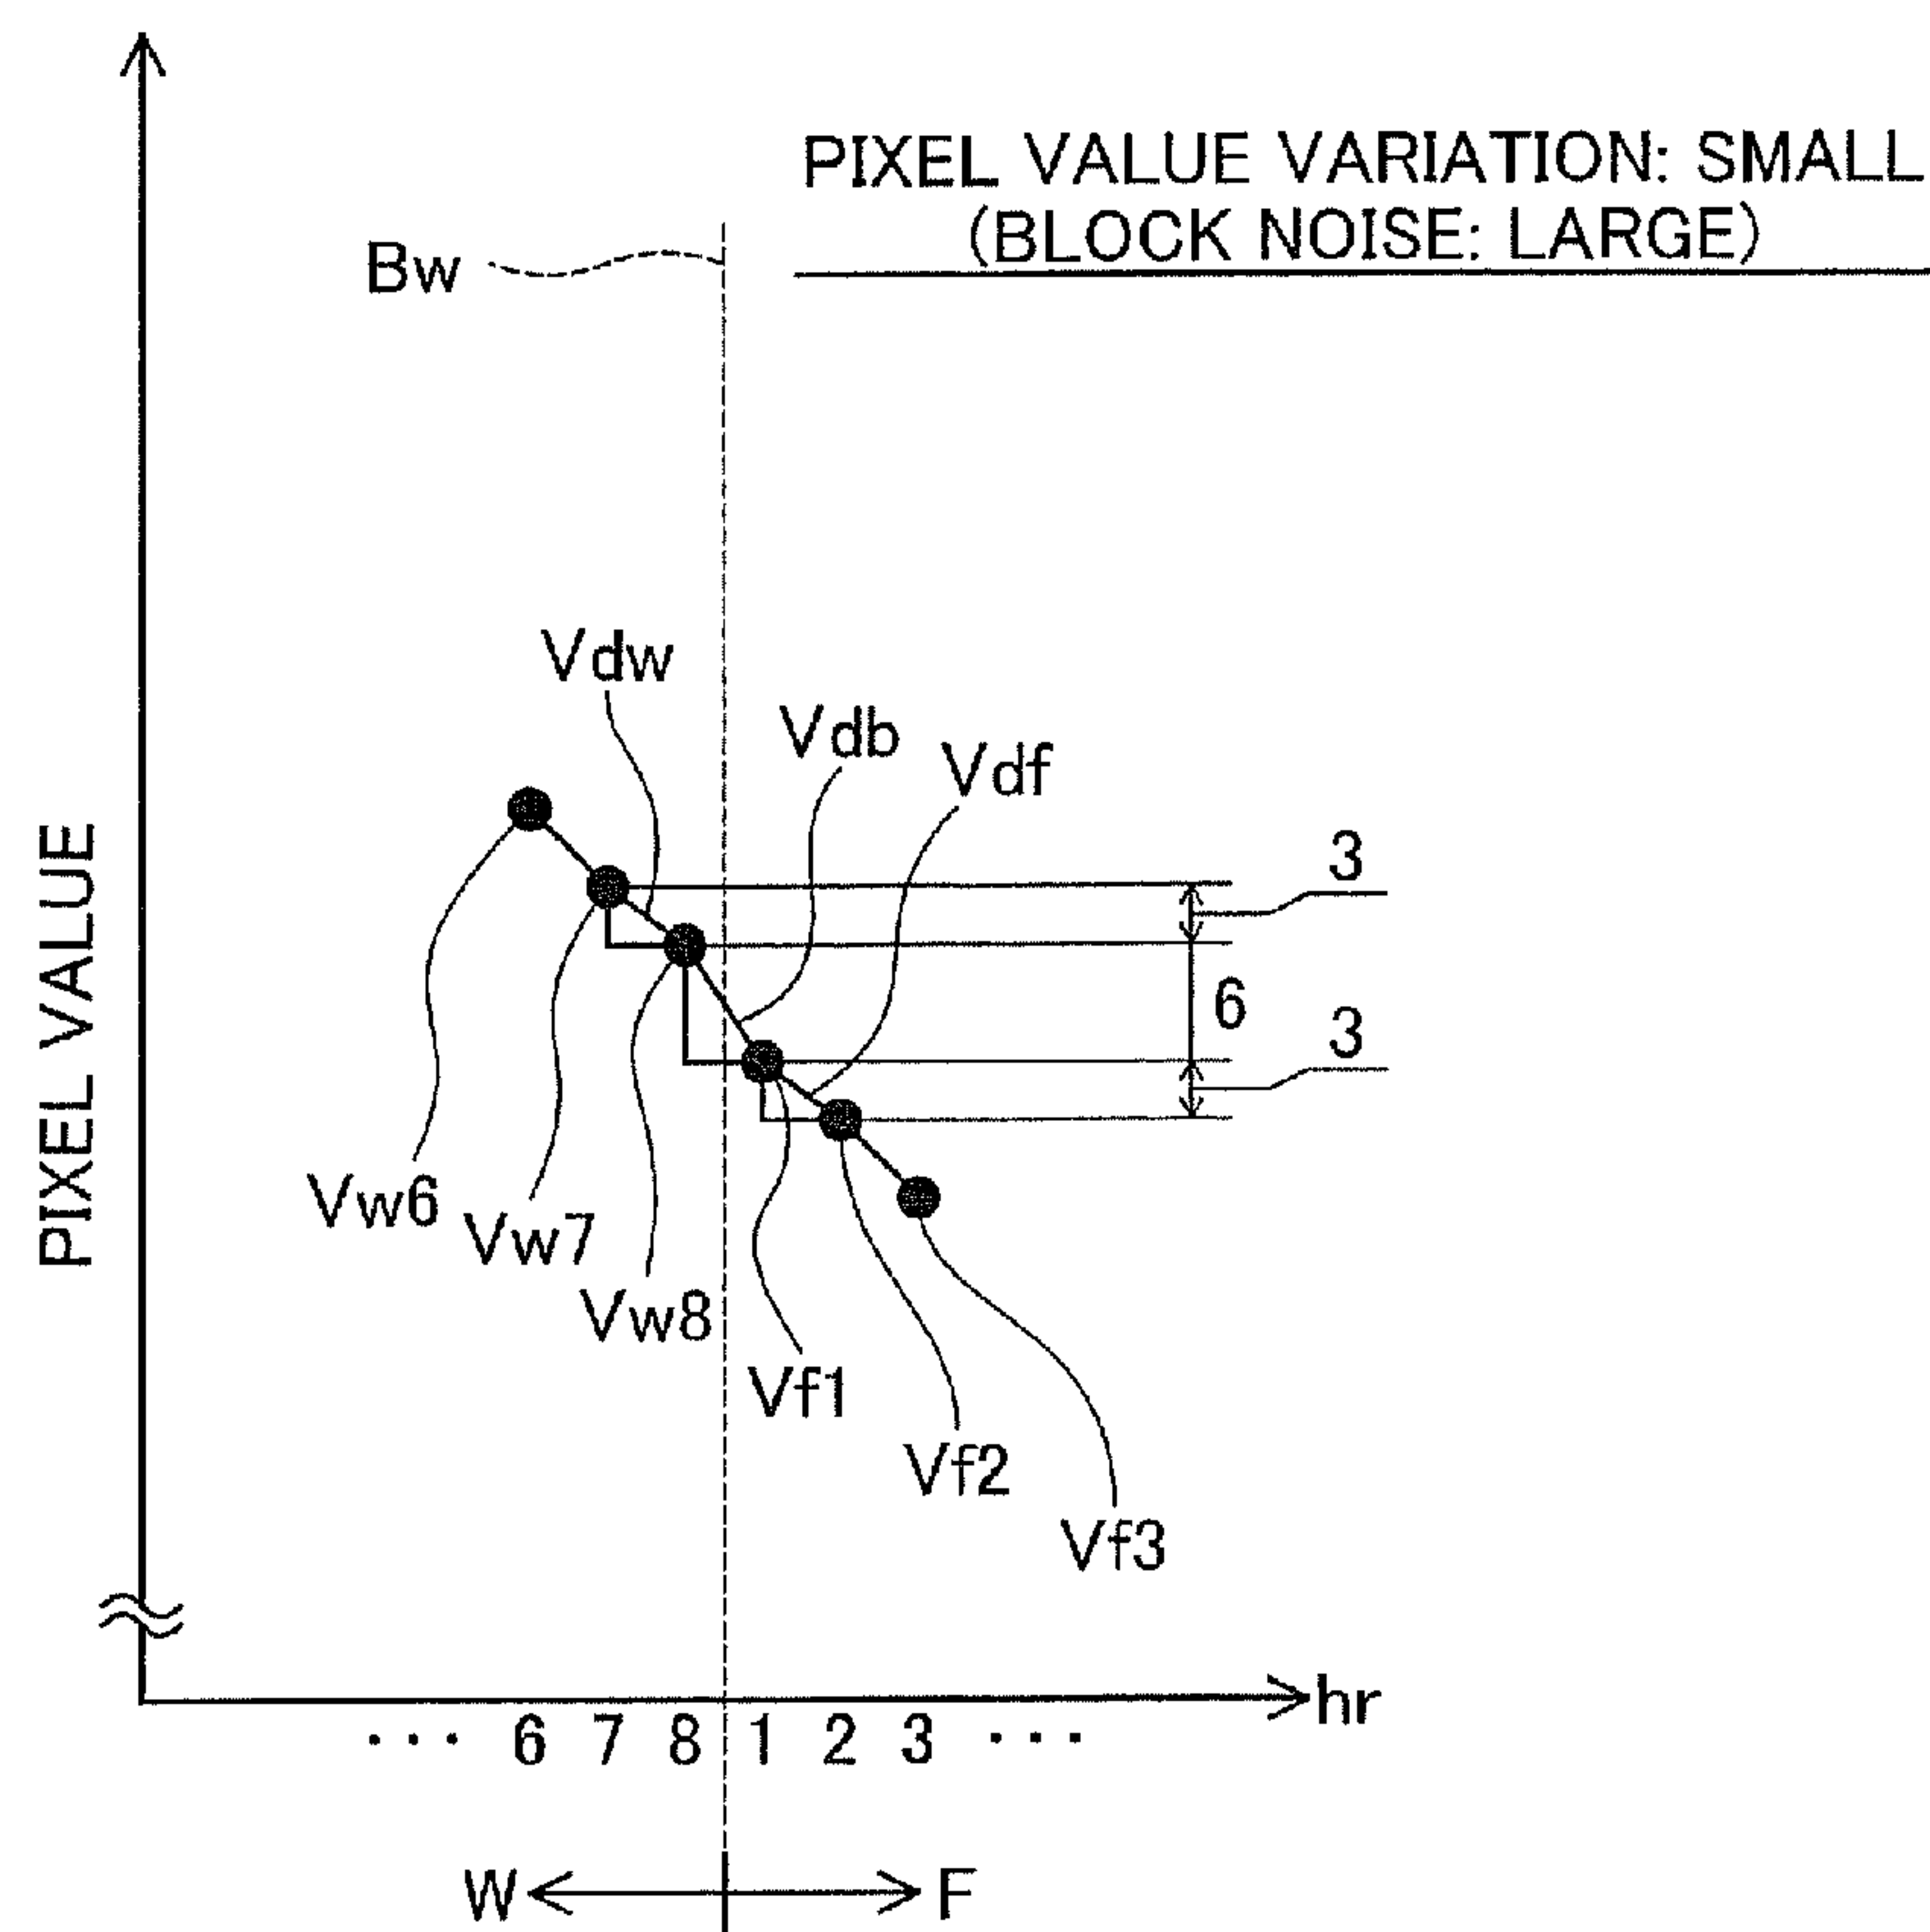 PIXEL VALUE VARIATION: SMALL
(BLOCK NOISE: LARGE)
Bw
Vdw
Vdb
Vdf
3
6
3
PIXEL VALUE
Vw6
Vw7
Vw8
Vf1
Vf2
Vf3
hr
... 6 7 8 1 2 3 ...
W F